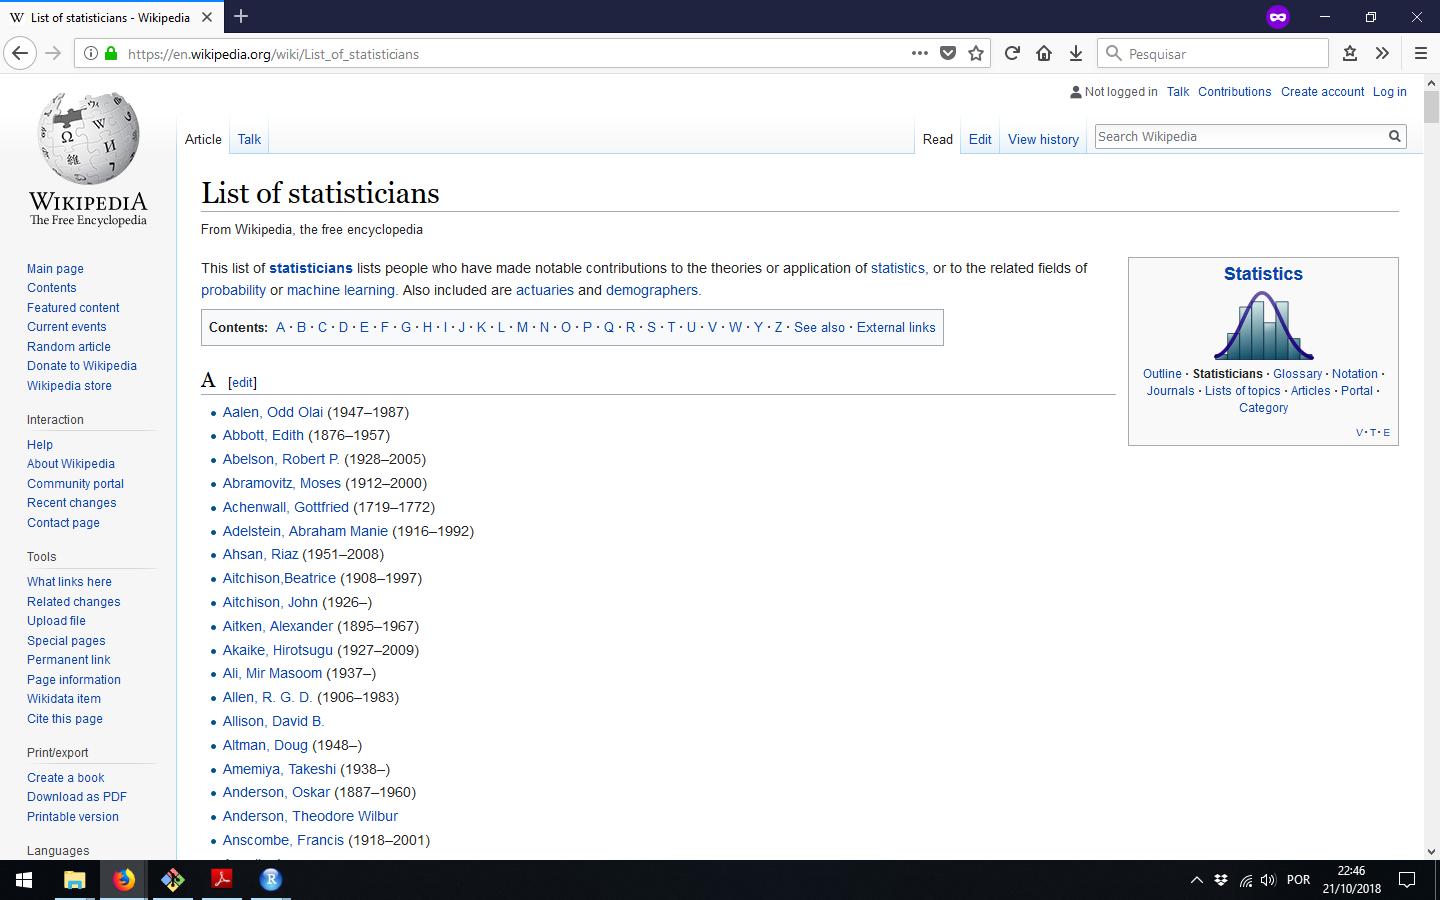 List of statisticians - Wikipedia
https://en.wikipedia.org/wiki/List_of_statisticians
Pesquisar
Not logged in Talk Contributions Create account Log in
Article Talk Read Edit View history Search Wikipedia
WIKIPEDIA
The Free Encyclopedia
Main page
Contents
Featured content
Current events
Random article
Donate to Wikipedia
Wikipedia store
Interaction
Help
About Wikipedia
Community portal
Recent changes
Contact page
Tools
What links here
Related changes
Upload file
Special pages
Permanent link
Page information
Wikidata item
Cite this page
Print/export
Create a book
Download as PDF
Printable version
Languages
List of statisticians
From Wikipedia, the free encyclopedia
This list of statisticians lists people who have made notable contributions to the theories or application of statistics, or to the related fields of
probability or machine learning. Also included are actuaries and demographers.
Contents: A · B · C · D · E · F · G · H · I · J · K · L · M · N · O · P · Q · R · S · T · U · V · W · Y · Z · See also · External links
A [edit]
Aalen, Odd Olai (1947–1987)
Abbott, Edith (1876–1957)
Abelson, Robert P. (1928–2005)
Abramovitz, Moses (1912–2000)
Achenwall, Gottfried (1719–1772)
Adelstein, Abraham Manie (1916–1992)
Ahsan, Riaz (1951–2008)
Aitchison,Beatrice (1908–1997)
Aitchison, John (1926–)
Aitken, Alexander (1895–1967)
Akaike, Hirotsugu (1927–2009)
Ali, Mir Masoom (1937–)
Allen, R. G. D. (1906–1983)
Allison, David B.
Altman, Doug (1948–)
Amemiya, Takeshi (1938–)
Anderson, Oskar (1887–1960)
Anderson, Theodore Wilbur
Anscombe, Francis (1918–2001)
Statistics
Outline · Statisticians · Glossary · Notation ·
Journals · Lists of topics · Articles · Portal ·
Category
V · T · E
POR
22:46
21/10/2018